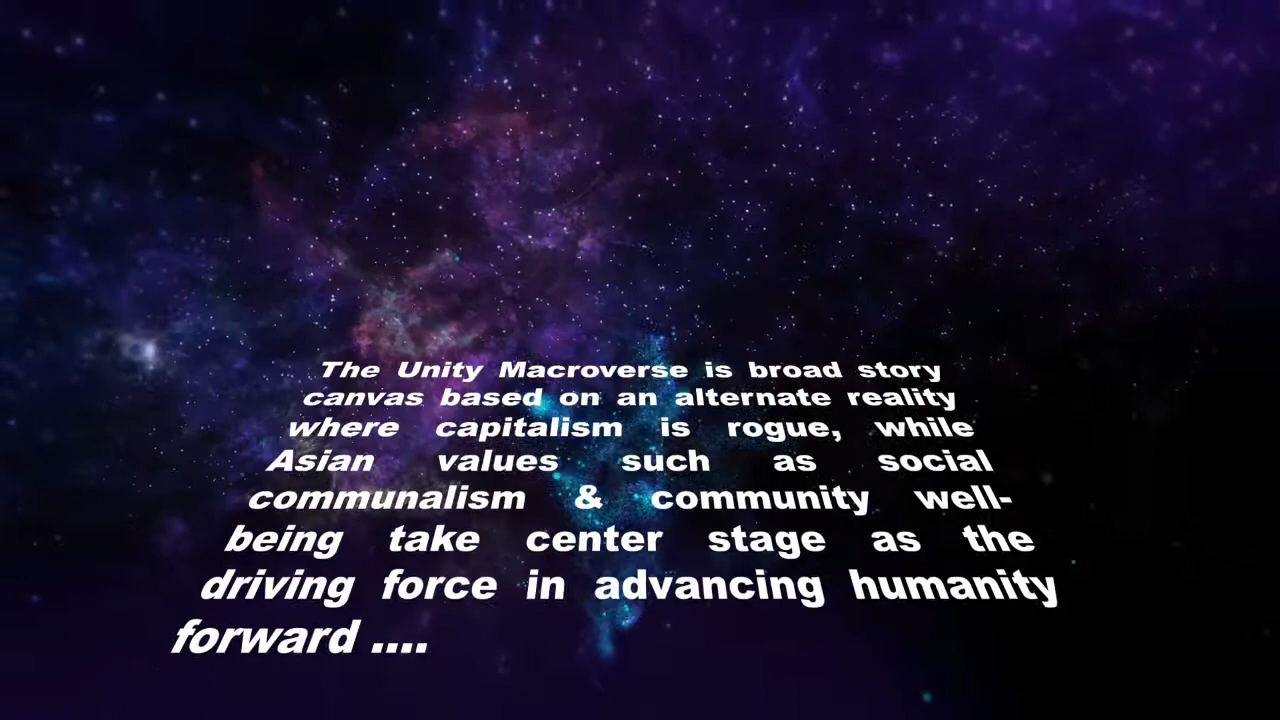 The Unity Macroverse is broad story
canvas based on an alternate reality
where capitalism is rogue, while
Asian values such as social
communalism & community well-
being take center stage as the
driving force in advancing humanity
forward ....